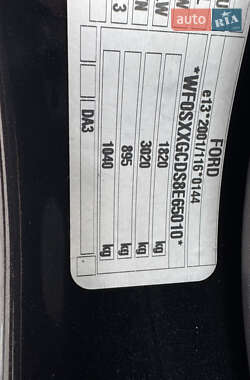 AUTO
RIA
FORD
e13*2001/116*0144
*WF0SXXGCDS8E65010*
1820 kg
3020 kg
895 kg
1040 kg
DA3